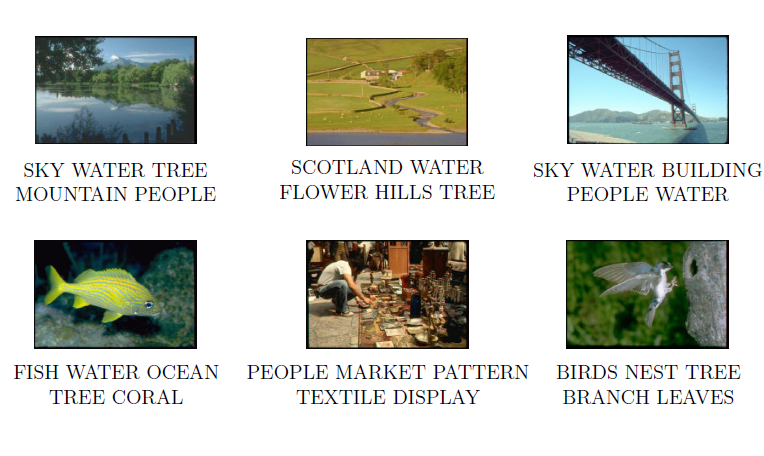 SKY WATER TREE
MOUNTAIN PEOPLE
SCOTLAND WATER
FLOWER HILLS TREE
SKY WATER BUILDING
PEOPLE WATER
FISH WATER OCEAN
TREE CORAL
PEOPLE MARKET PATTERN
TEXTILE DISPLAY
BIRDS NEST TREE
BRANCH LEAVES